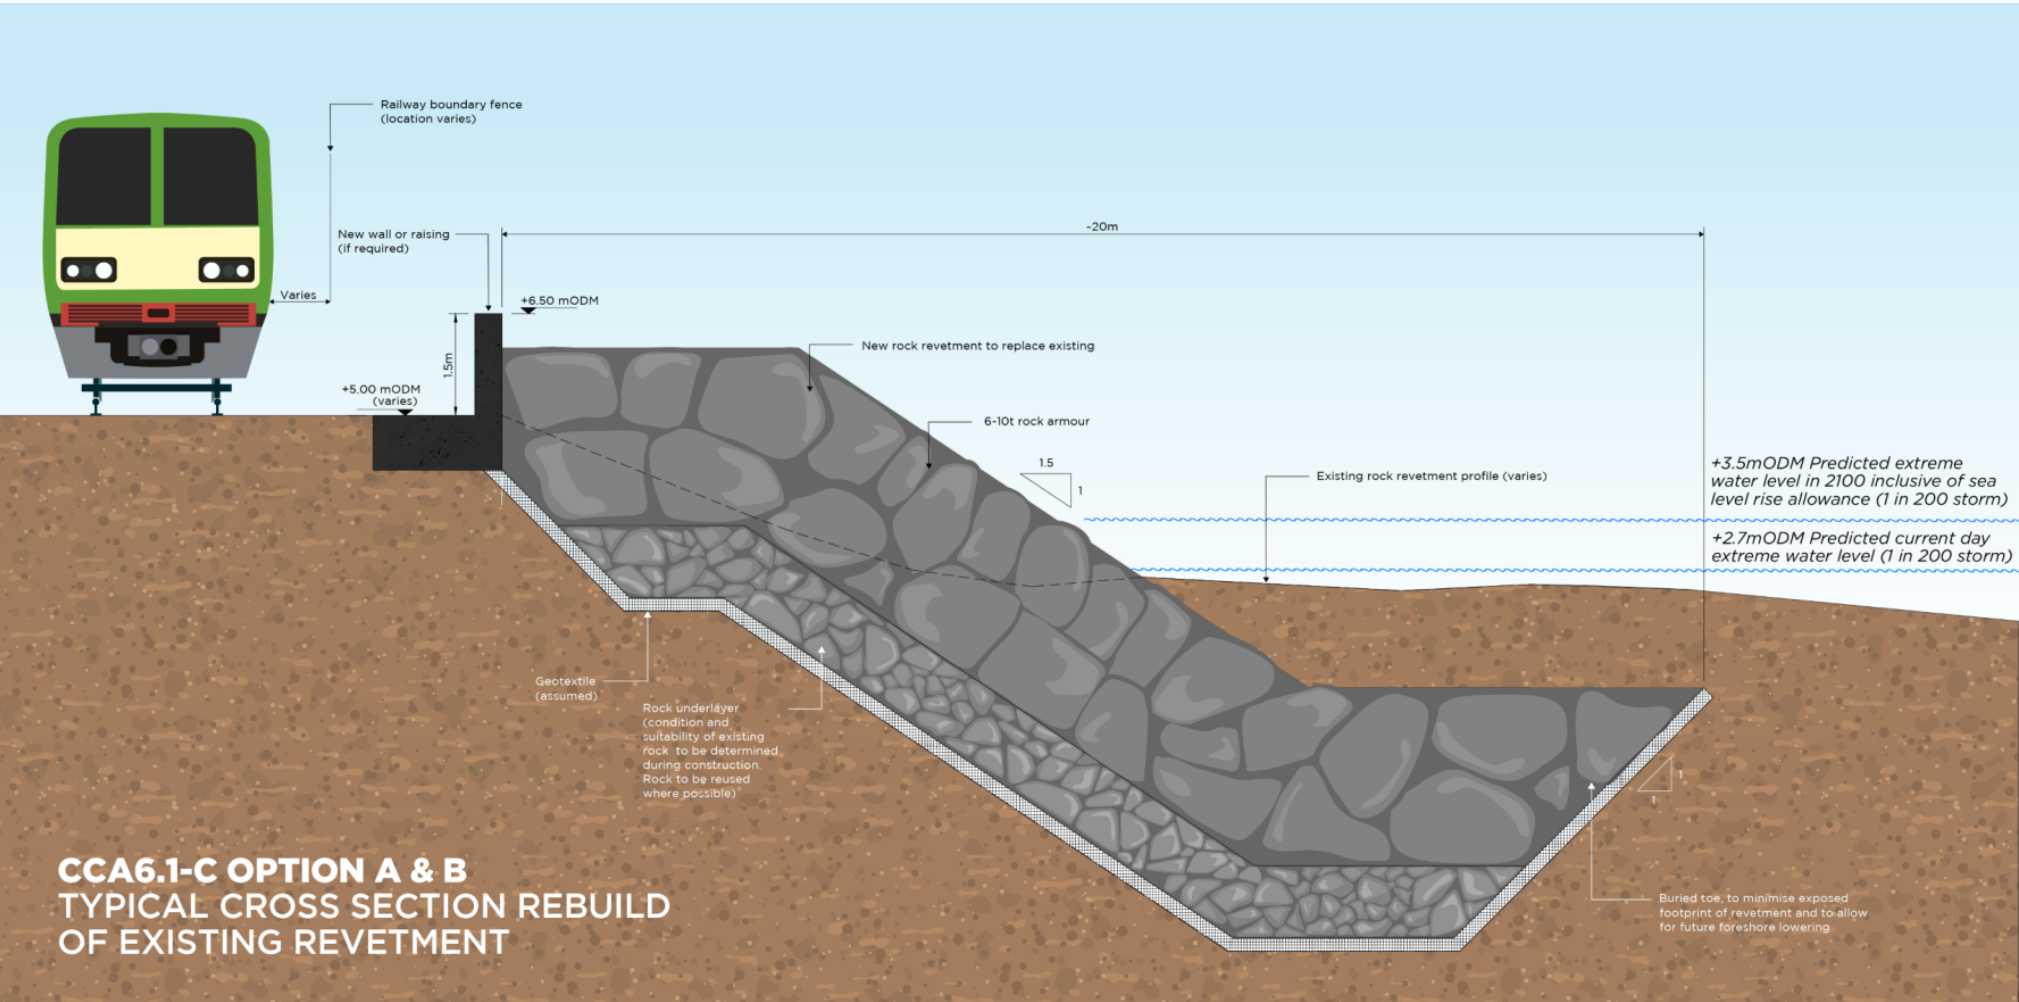 Railway boundary fence
(location varies)
New wall or raising
(if required)
~20m
Varies
+6.50 mODM
1.5m
New rock revetment to replace existing
+5.00 mODM
(varies)
6-10t rock armour
1.5
1
Existing rock revetment profile (varies)
+3.5mODM Predicted extreme
water level in 2100 inclusive of sea
level rise allowance (1 in 200 storm)
+2.7mODM Predicted current day
extreme water level (1 in 200 storm)
Geotextile
(assumed)
Rock underlayer
(condition and
suitability of existing
rock to be determined
during construction.
Rock to be reused
where possible)
1
1
Buried toe, to minimise exposed
footprint of revetment and to allow
for future foreshore lowering
CCA6.1-C OPTION A & B
TYPICAL CROSS SECTION REBUILD
OF EXISTING REVETMENT